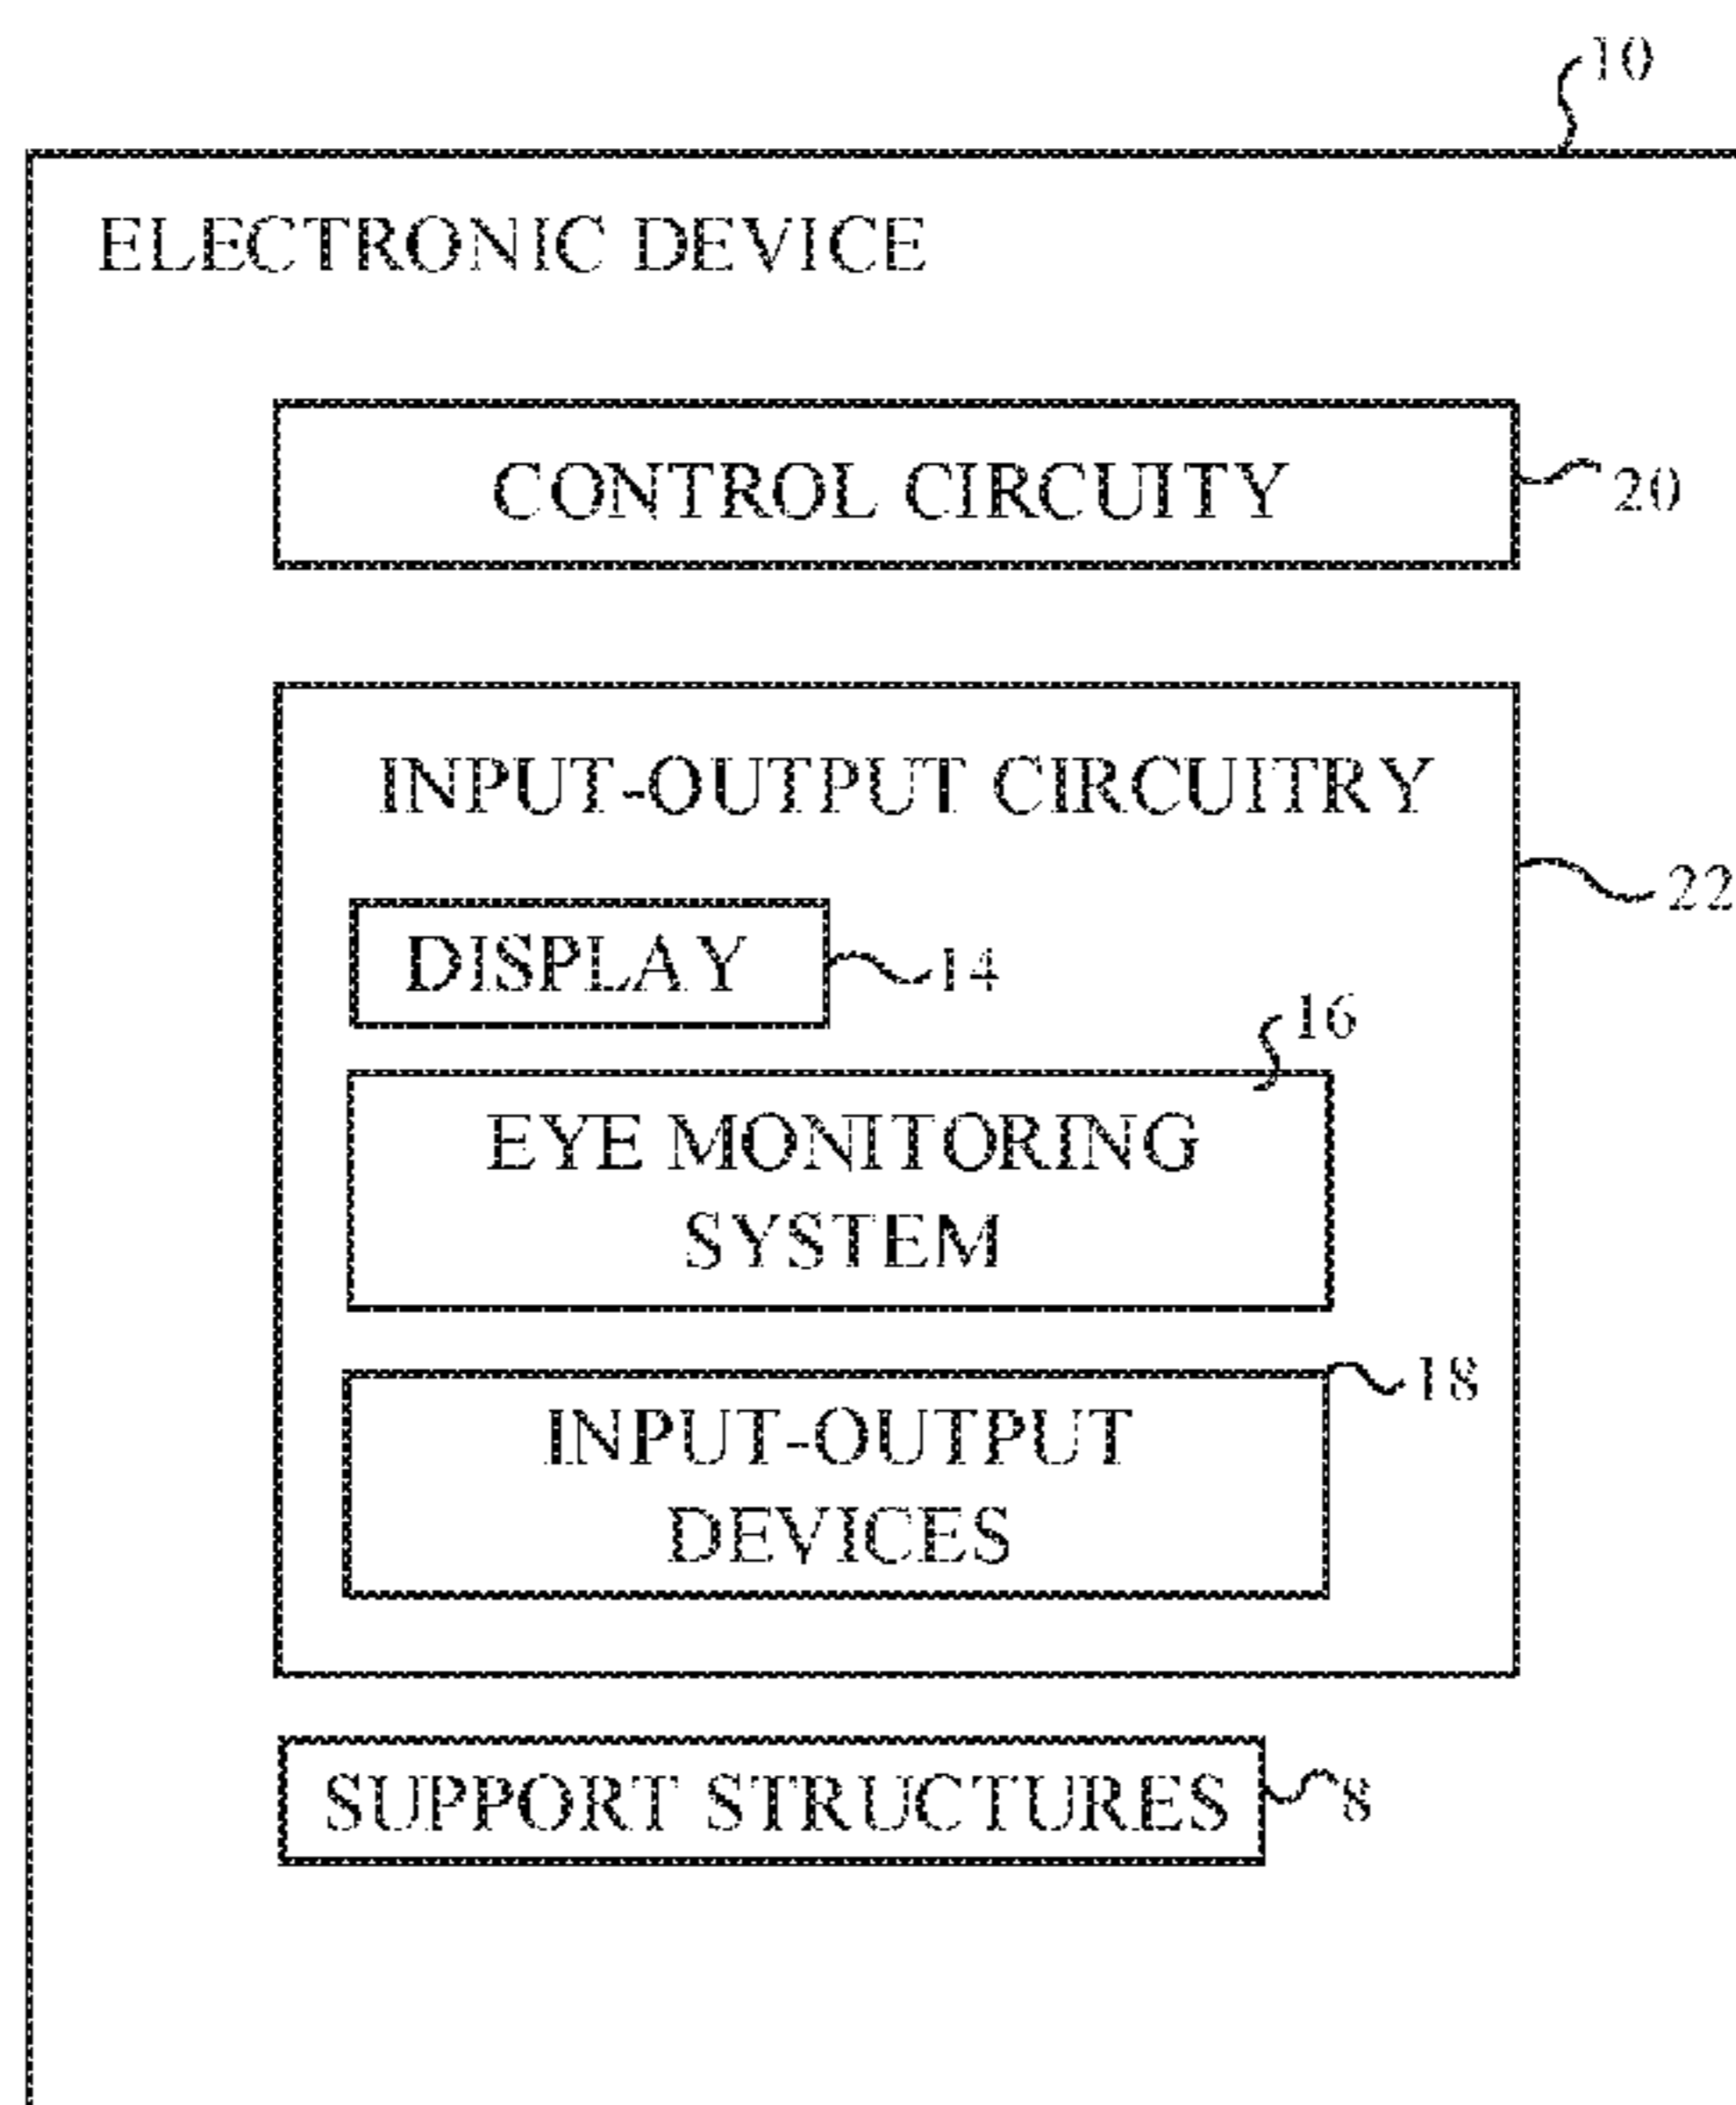 10
ELECTRONIC DEVICE
CONTROL CIRCUITY
20
INPUT-OUTPUT CIRCUITRY
22
DISPLAY
14
16
EYE MONITORING
SYSTEM
18
INPUT-OUTPUT
DEVICES
SUPPORT STRUCTURES
8